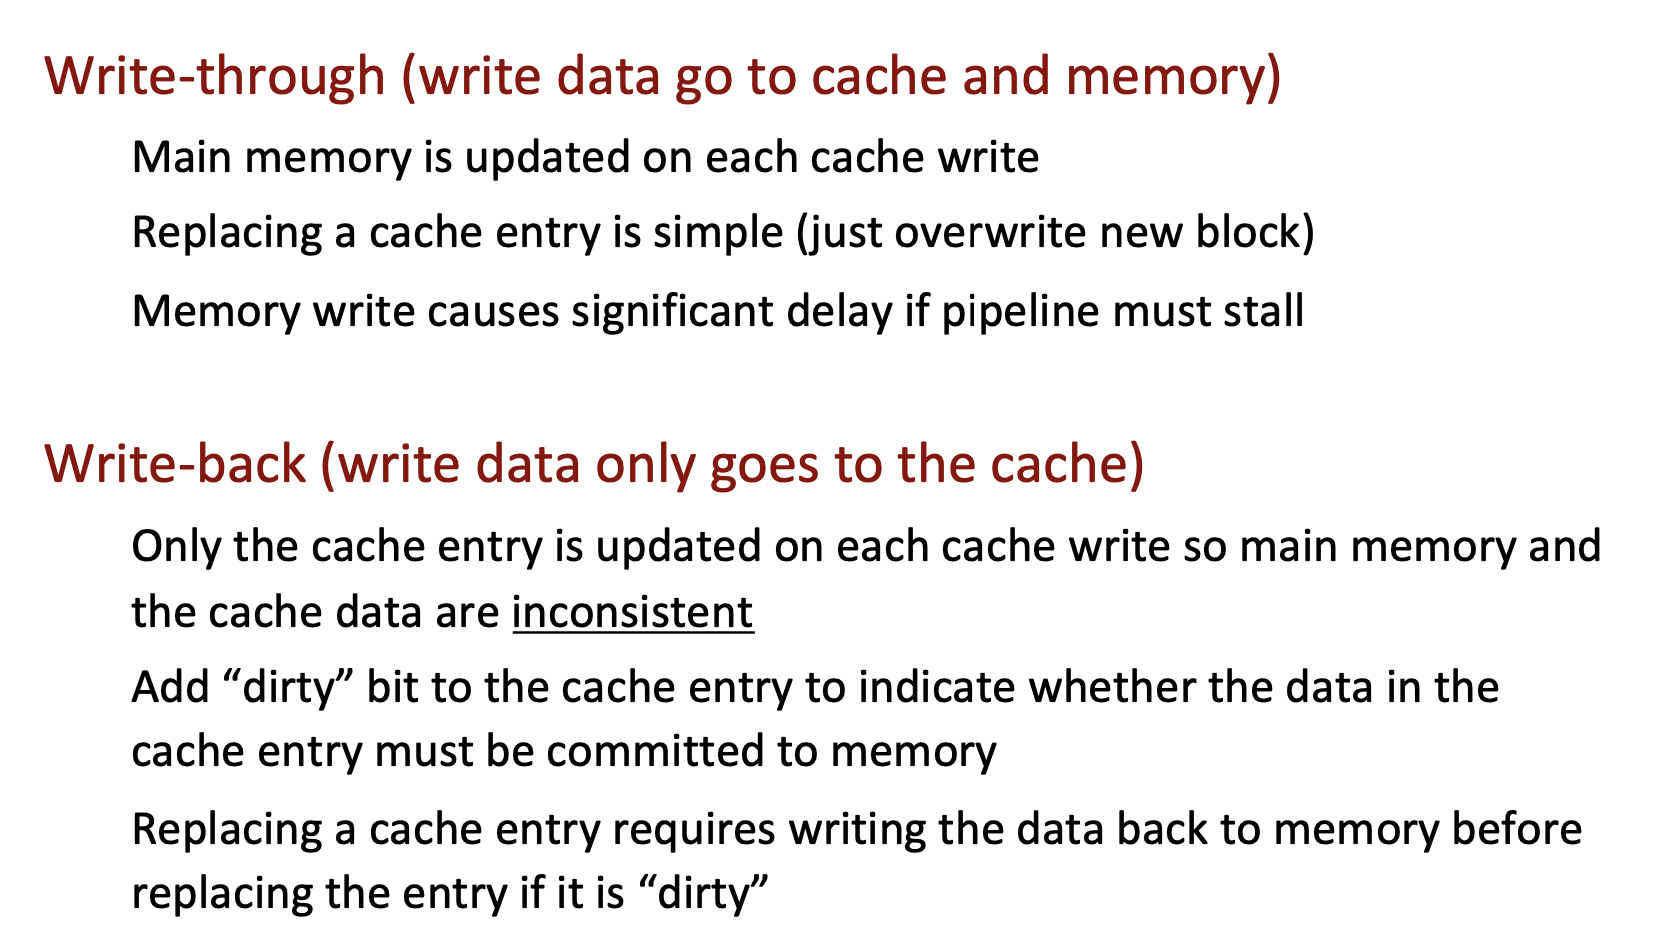 Write-through (write data go to cache and memory)
Main memory is updated on each cache write
Replacing a cache entry is simple (just overwrite new block)
Memory write causes significant delay if pipeline must stall
Write-back (write data only goes to the cache)
Only the cache entry is updated on each cache write so main memory and
the cache data are inconsistent
Add “dirty” bit to the cache entry to indicate whether the data in the
cache entry must be committed to memory
Replacing a cache entry requires writing the data back to memory before
replacing the entry if it is “dirty”